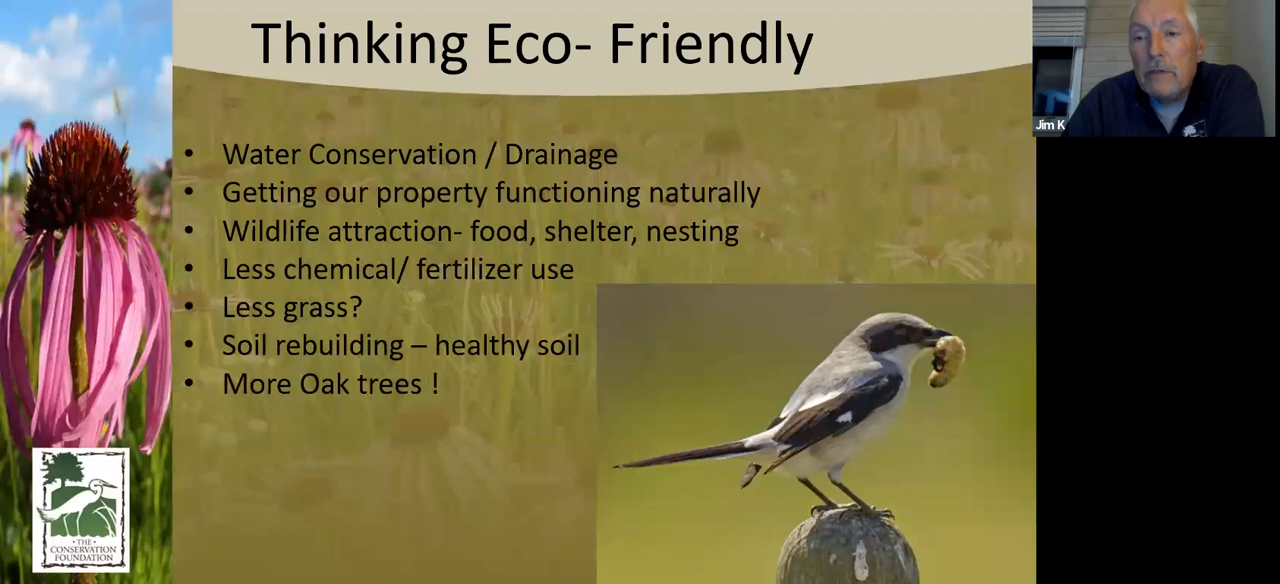 Thinking Eco- Friendly
Jim K
• Water Conservation / Drainage
• Getting our property functioning naturally
• Wildlife attraction- food, shelter, nesting
• Less chemical/ fertilizer use
• Less grass?
• Soil rebuilding – healthy soil
• More Oak trees !
· THE ·
CONSERVATION
FOUNDATION